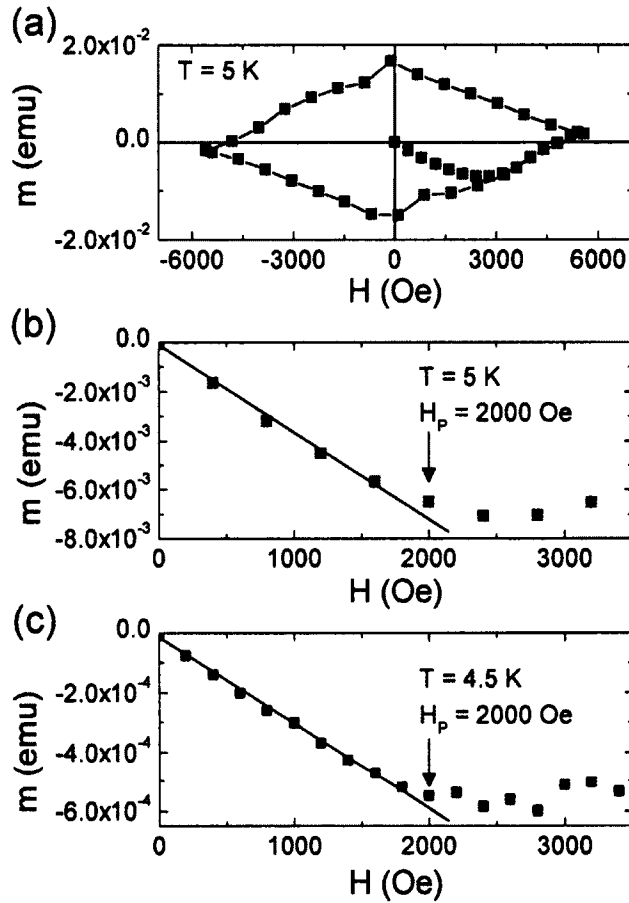 (a)
2.0x10⁻²
T = 5 K
0.0
-2.0x10⁻²
m (emu)
-6000 -3000 0 3000 6000
H (Oe)
(b)
0.0
-2.0x10⁻³
-4.0x10⁻³
-6.0x10⁻³
-8.0x10⁻³
m (emu)
T = 5 K
Hₚ = 2000 Oe
0 1000 2000 3000
H (Oe)
(c)
0.0
-2.0x10⁻⁴
-4.0x10⁻⁴
-6.0x10⁻⁴
m (emu)
T = 4.5 K
Hₚ = 2000 Oe
0 1000 2000 3000
H (Oe)